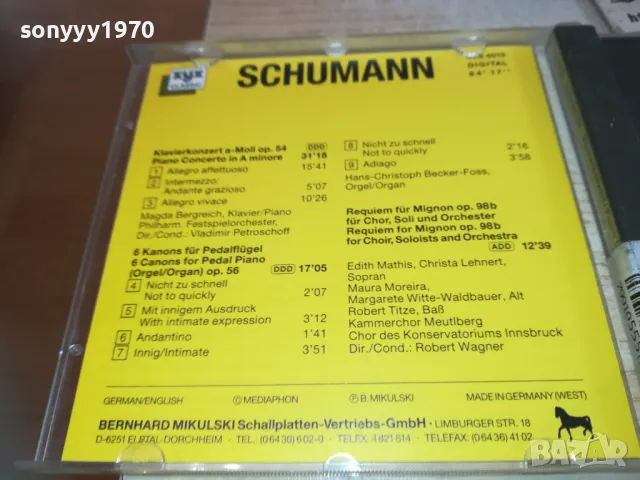 sonyyy1970
CLASSIC
SCHUMANN
DIGITAL
64' 17''
Klavierkonzert a-Moll op. 54
Piano Concerto in A minore
DDD
31'18
1 Allegro affettuoso 15'41
2 Intermezzo:
Andante grazioso 5'07
3 Allegro vivace 10'26
Magda Bergreich, Klavier/Piano
Philharm. Festspielorchester,
Dir./Cond.: Vladimir Petroschoff
6 Kanons für Pedalflügel
6 Canons for Pedal Piano
(Orgel/Organ) op. 56 DDD 17'05
4 Nicht zu schnell
Not to quickly 2'07
5 Mit innigem Ausdruck
With intimate expression 3'12
6 Andantino 1'41
7 Innig/Intimate 3'51
8 Nicht zu schnell
Not to quickly 2'16
9 Adiago 3'58
Hans-Christoph Becker-Foss,
Orgel/Organ
Requiem für Mignon op. 98b
für Chor, Soli und Orchester
Requiem for Mignon op. 98b
for Choir, Soloists and Orchestra
ADD 12'39
Edith Mathis, Christa Lehnert,
Sopran
Maura Moreira,
Margarete Witte-Waldbauer, Alt
Robert Titze, Baß
Kammerchor Meutlberg
Chor des Konservatoriums Innsbruck
Dir./Cond.: Robert Wagner
GERMAN/ENGLISH ©MEDIAPHON ℗B. MIKULSKI MADE IN GERMANY (WEST)
BERNHARD MIKULSKI Schallplatten-Vertriebs-GmbH · LIMBURGER STR. 18
D-6251 ELBTAL-DORCHHEIM · TEL. (06436) 602-0 · TELEX 4821614 · TELEFAX (06436) 4102
BAZAR